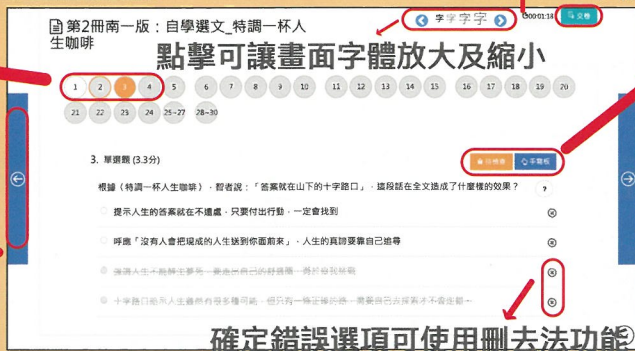 第2冊南一版：自學選文_特調一杯人
生咖啡
字字字字
00:01:18 交卷
點擊可讓畫面字體放大及縮小
1 2 3 4 5 6 7 8 9 10 11 12 13 14 15 16 17 18 19 20
21 22 23 24 25~27 28~30
3. 單選題 (3.3分)
手寫板
根據〈特調一杯人生咖啡〉，智者說：「答案就在山下的十字路口」，這段話在全文造成了什麼樣的效果？ ?
提示人生的答案就在不遠處，只要付出行動，一定會找到
呼應「沒有人會把現成的人生送到你面前來」，人生的真諦要靠自己追尋
確定錯誤選項可使用刪去法功能